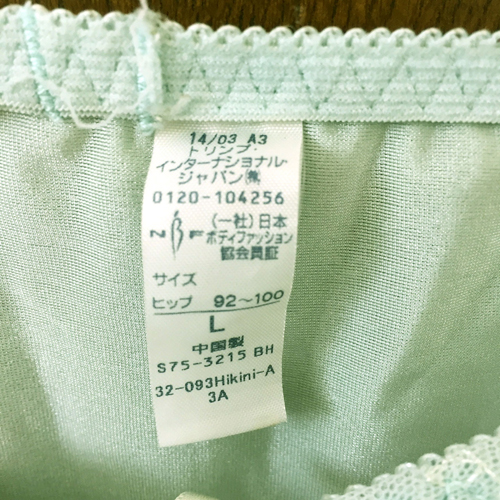 14/03 A3
トリンプ・
インターナショナル・
ジャパン㈱
0120-104256
NBF (一社)日本
ボディファッション
協会員証
サイズ
ヒップ 92～100
L
中国製
S75-3215 BH
32-093Hikini-A
3A